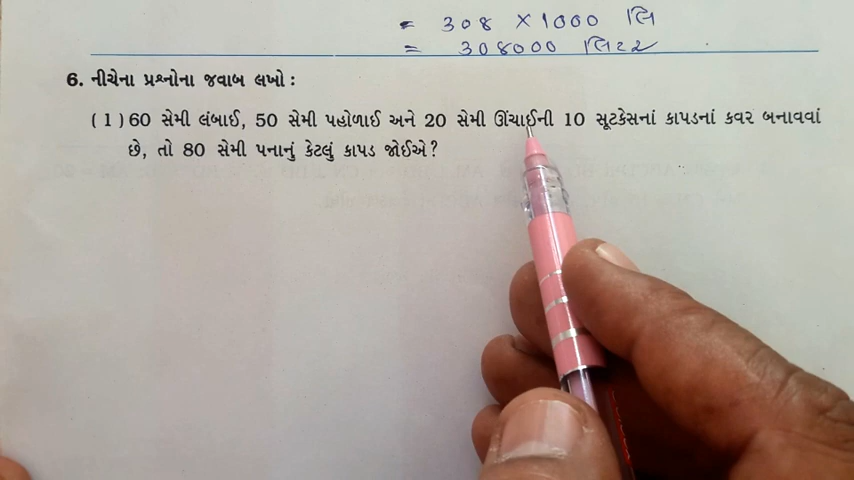 = 308 × 1000 લિ
= 308000 લિટર
6. નીચેના પ્રશ્નોના જવાબ લખો :
(1) 60 સેમી લંબાઈ, 50 સેમી પહોળાઈ અને 20 સેમી ઊંચાઈની 10 સૂટકેસનાં કાપડનાં કવર બનાવવાં
છે, તો 80 સેમી પનાનું કેટલું કાપડ જોઈએ ?